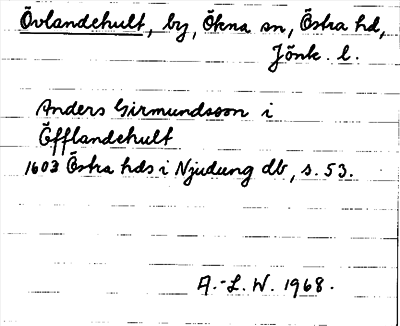 Övlandehult, by, Ökna sn, Östra hd,
Jönk. l.
Anders Girmundsson i
Öfflandehult
1603 Östra hds i Njudung db, s. 53.
A.-L. W. 1968.